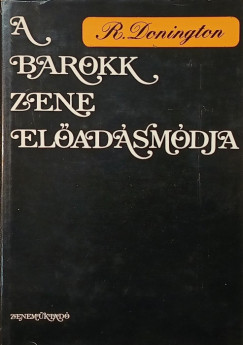 R. Donington
A
BAROKK
ZENE
ELŐADÁSMÓDJA
ZENEMŰKIADÓ